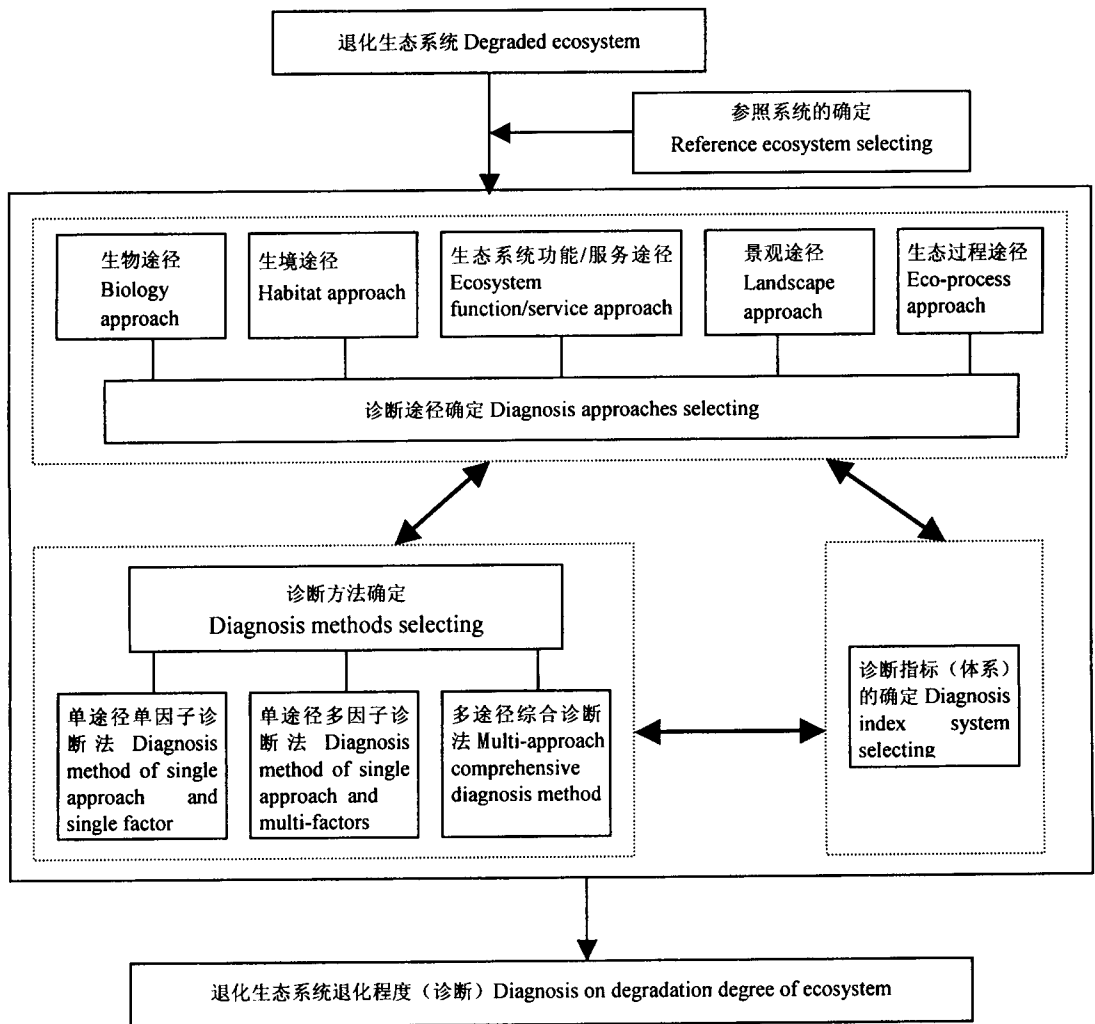 退化生态系统 Degraded ecosystem
参照系统的确定
Reference ecosystem selecting
生物途径
Biology
approach
生境途径
Habitat approach
生态系统功能/服务途径
Ecosystem
function/service approach
景观途径
Landscape
approach
生态过程途径
Eco-process
approach
诊断途径确定 Diagnosis approaches selecting
诊断方法确定
Diagnosis methods selecting
单途径单因子诊
断法 Diagnosis
method of single
approach and
single factor
单途径多因子诊
断法 Diagnosis
method of single
approach and
multi-factors
多途径综合诊断
法 Multi-approach
comprehensive
diagnosis method
诊断指标（体系）
的确定 Diagnosis
index system
selecting
退化生态系统退化程度（诊断）Diagnosis on degradation degree of ecosystem